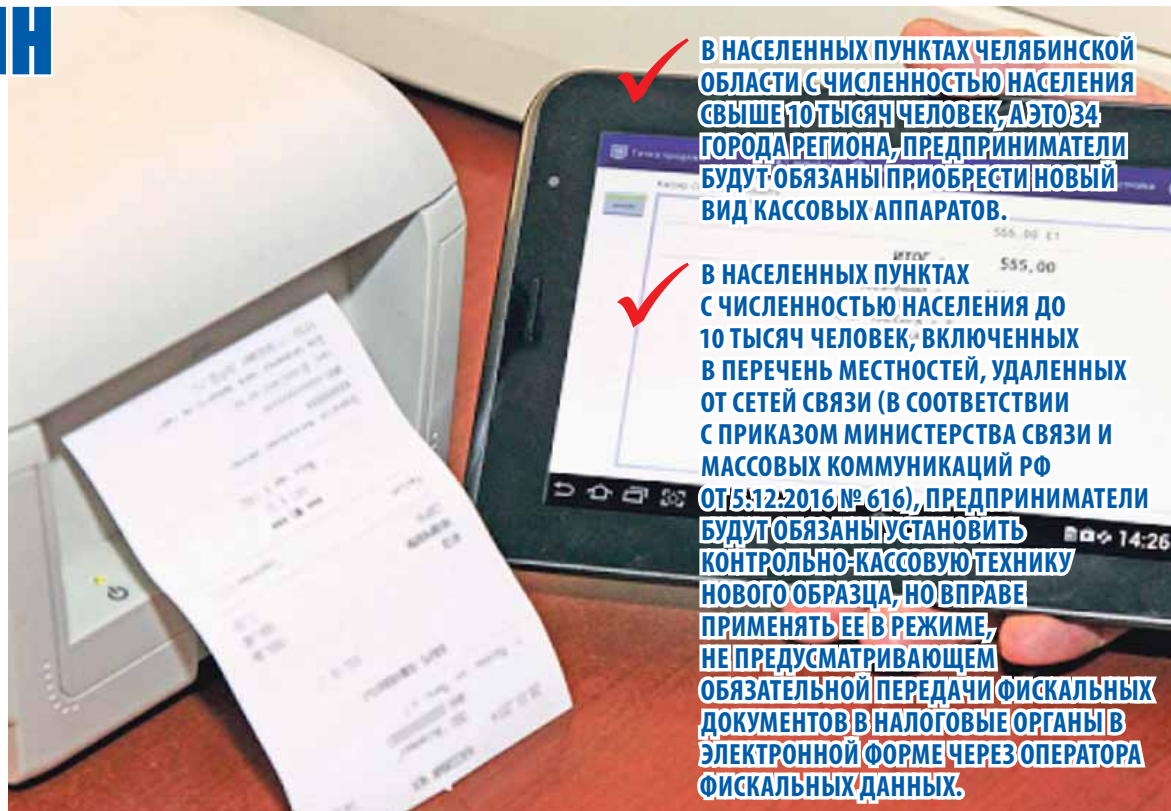 ІН
В НАСЕЛЕННЫХ ПУНКТАХ ЧЕЛЯБИНСКОЙ
ОБЛАСТИ С ЧИСЛЕННОСТЬЮ НАСЕЛЕНИЯ
СВЫШЕ 10 ТЫСЯЧ ЧЕЛОВЕК, А ЭТО 34
ГОРОДА РЕГИОНА, ПРЕДПРИНИМАТЕЛИ
БУДУТ ОБЯЗАНЫ ПРИОБРЕСТИ НОВЫЙ
ВИД КАССОВЫХ АППАРАТОВ.
555,00
ИТОГ
555,00
В НАСЕЛЕННЫХ ПУНКТАХ
С ЧИСЛЕННОСТЬЮ НАСЕЛЕНИЯ ДО
10 ТЫСЯЧ ЧЕЛОВЕК, ВКЛЮЧЕННЫХ
В ПЕРЕЧЕНЬ МЕСТНОСТЕЙ, УДАЛЕННЫХ
ОТ СЕТЕЙ СВЯЗИ (В СООТВЕТСТВИИ
С ПРИКАЗОМ МИНИСТЕРСТВА СВЯЗИ И
МАССОВЫХ КОММУНИКАЦИЙ РФ
ОТ 5.12.2016 № 616), ПРЕДПРИНИМАТЕЛИ
БУДУТ ОБЯЗАНЫ УСТАНОВИТЬ
КОНТРОЛЬНО-КАССОВУЮ ТЕХНИКУ
НОВОГО ОБРАЗЦА, НО ВПРАВЕ
ПРИМЕНЯТЬ ЕЕ В РЕЖИМЕ,
НЕ ПРЕДУСМАТРИВАЮЩЕМ
ОБЯЗАТЕЛЬНОЙ ПЕРЕДАЧИ ФИСКАЛЬНЫХ
ДОКУМЕНТОВ В НАЛОГОВЫЕ ОРГАНЫ В
ЭЛЕКТРОННОЙ ФОРМЕ ЧЕРЕЗ ОПЕРАТОРА
ФИСКАЛЬНЫХ ДАННЫХ.
14:26